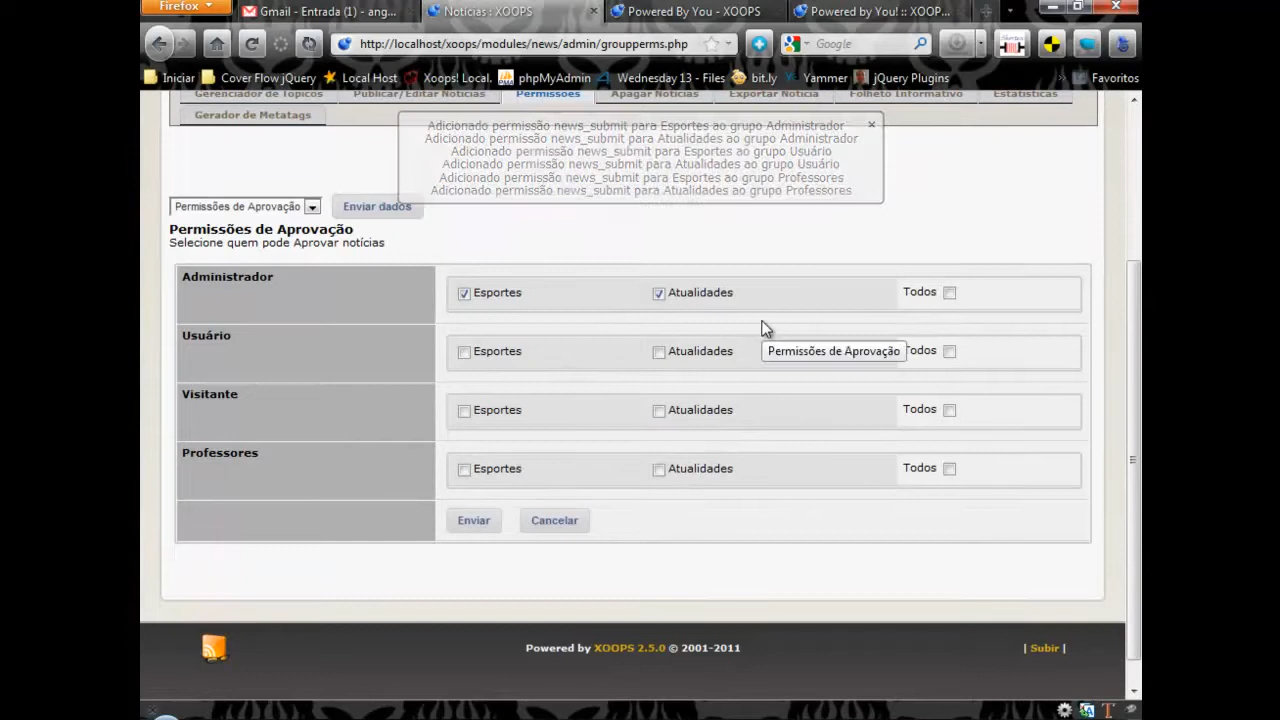 Firefox
Gmail - Entrada (1) - ang...
Notícias : XOOPS
Powered By You - XOOPS
Powered by You! :: XOOP...
http://localhost/xoops/modules/news/admin/groupperms.php
Google
Iniciar
Cover Flow jQuery
Local Host
Xoops! Local.
phpMyAdmin
Wednesday 13 - Files
bit.ly
Yammer
jQuery Plugins
Favoritos
Gerenciador de Tópicos
Publicar/Editar Notícias
Permissões
Apagar Notícias
Exportar Notícia
Folheto Informativo
Estatísticas
Gerador de Metatags
Adicionado permissão news_submit para Esportes ao grupo Administrador
Adicionado permissão news_submit para Atualidades ao grupo Administrador
Adicionado permissão news_submit para Esportes ao grupo Usuário
Adicionado permissão news_submit para Atualidades ao grupo Usuário
Adicionado permissão news_submit para Esportes ao grupo Professores
Adicionado permissão news_submit para Atualidades ao grupo Professores
Permissões de Aprovação
Enviar dados
Permissões de Aprovação
Selecione quem pode Aprovar notícias
Administrador
Esportes
Atualidades
Todos
Usuário
Esportes
Atualidades
Permissões de Aprovação
Todos
Visitante
Esportes
Atualidades
Todos
Professores
Esportes
Atualidades
Todos
Enviar
Cancelar
Powered by XOOPS 2.5.0 © 2001-2011
| Subir |